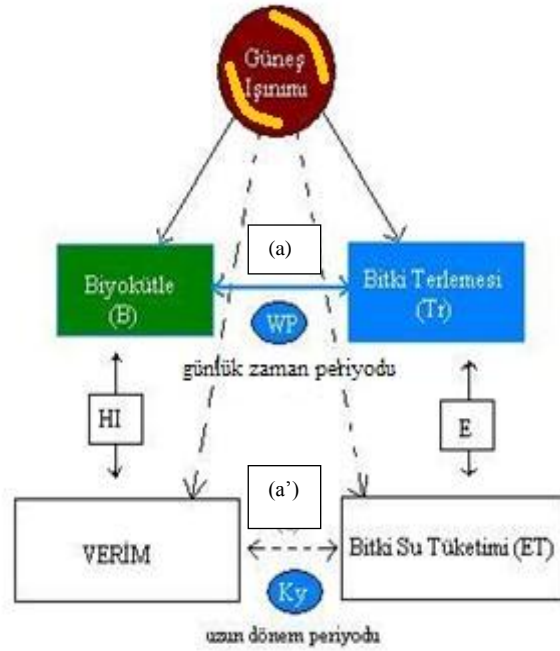 Güneş
Işınımı
(a)
Biyokütle
(B)
Bitki Terlemesi
(Tr)
WP
günlük zaman periyodu
HI
E
(a’)
VERİM
Bitki Su Tüketimi (ET)
Ky
uzun dönem periyodu